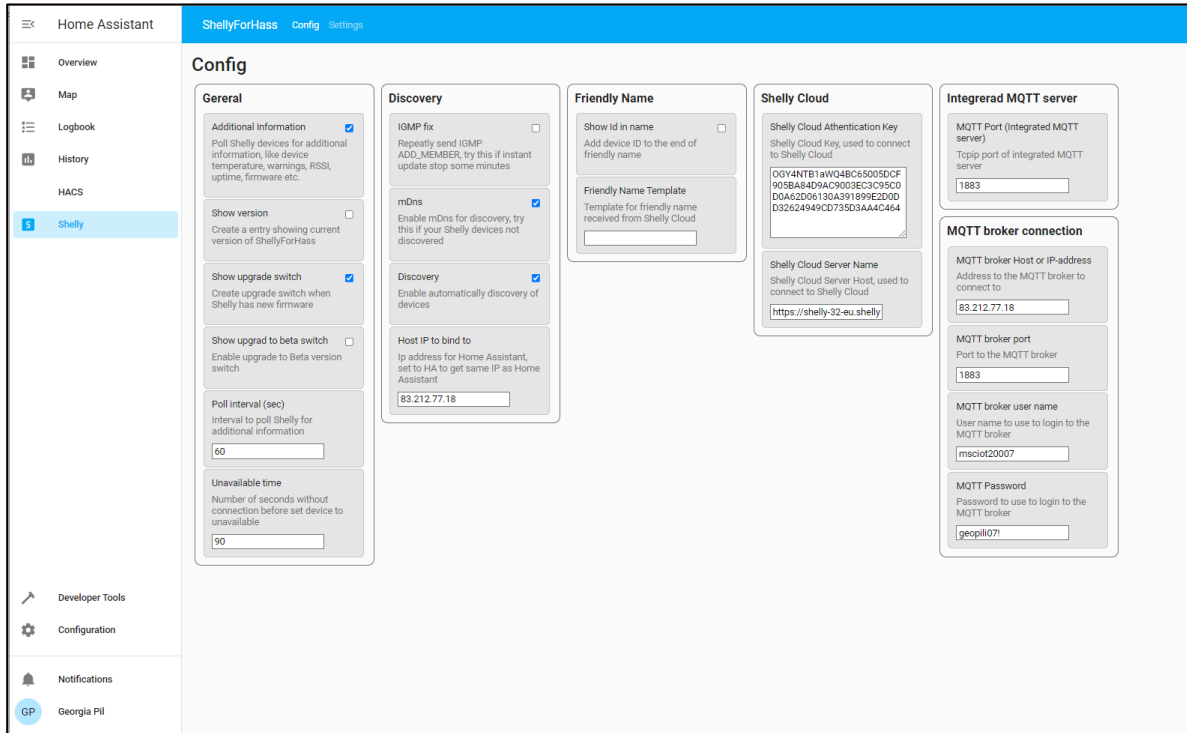 Home Assistant
ShellyForHass Config Settings
Overview
Map
Logbook
History
HACS
Shelly
Developer Tools
Configuration
Notifications
GP Georgia Pil
Config
Gereral
Additional Information
Poll Shelly devices for additional
information, like device
temperature, warnings, RSSI,
uptime, firmware etc.
Show version
Create a entry showing current
version of ShellyForHass
Show upgrade switch
Create upgrade switch when
Shelly has new firmware
Show upgrad to beta switch
Enable upgrade to Beta version
switch
Poll interval (sec)
Interval to poll Shelly for
additional information
60
Unavailable time
Number of seconds without
connection before set device to
unavailable
90
Discovery
IGMP fix
Repeatly send IGMP
ADD_MEMBER, try this if instant
update stop some minutes
mDns
Enable mDns for discovery, try
this if your Shelly devices not
discovered
Discovery
Enable automatically discovery of
devices
Host IP to bind to
Ip address for Home Assistant,
set to HA to get same IP as Home
Assistant
83.212.77.18
Friendly Name
Show Id in name
Add device ID to the end of
friendly name
Friendly Name Template
Template for friendly name
received from Shelly Cloud
Shelly Cloud
Shelly Cloud Athentication Key
Shelly Cloud Key, used to connect
to Shelly Cloud
OGY4NTB1aWQ4BC65005DCF
905BA84D9AC9003EC3C95C0
D0A62D06130A391899E2D0D
D32624949CD735D3AA4C464
Shelly Cloud Server Name
Shelly Cloud Server Host, used to
connect to Shelly Cloud
https://shelly-32-eu.shelly
Integrerad MQTT server
MQTT Port (Integrated MQTT
server)
Tcpip port of integrated MQTT
server
1883
MQTT broker connection
MQTT broker Host or IP-address
Address to the MQTT broker to
connect to
83.212.77.18
MQTT broker port
Port to the MQTT broker
1883
MQTT broker user name
User name to use to login to the
MQTT broker
msciot20007
MQTT Password
Password to use to login to the
MQTT broker
geopili07!